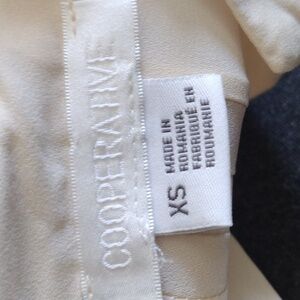 COOPERATIVE
XS
MADE IN
ROMANIA
FABRIQUÉ EN
ROUMANIE